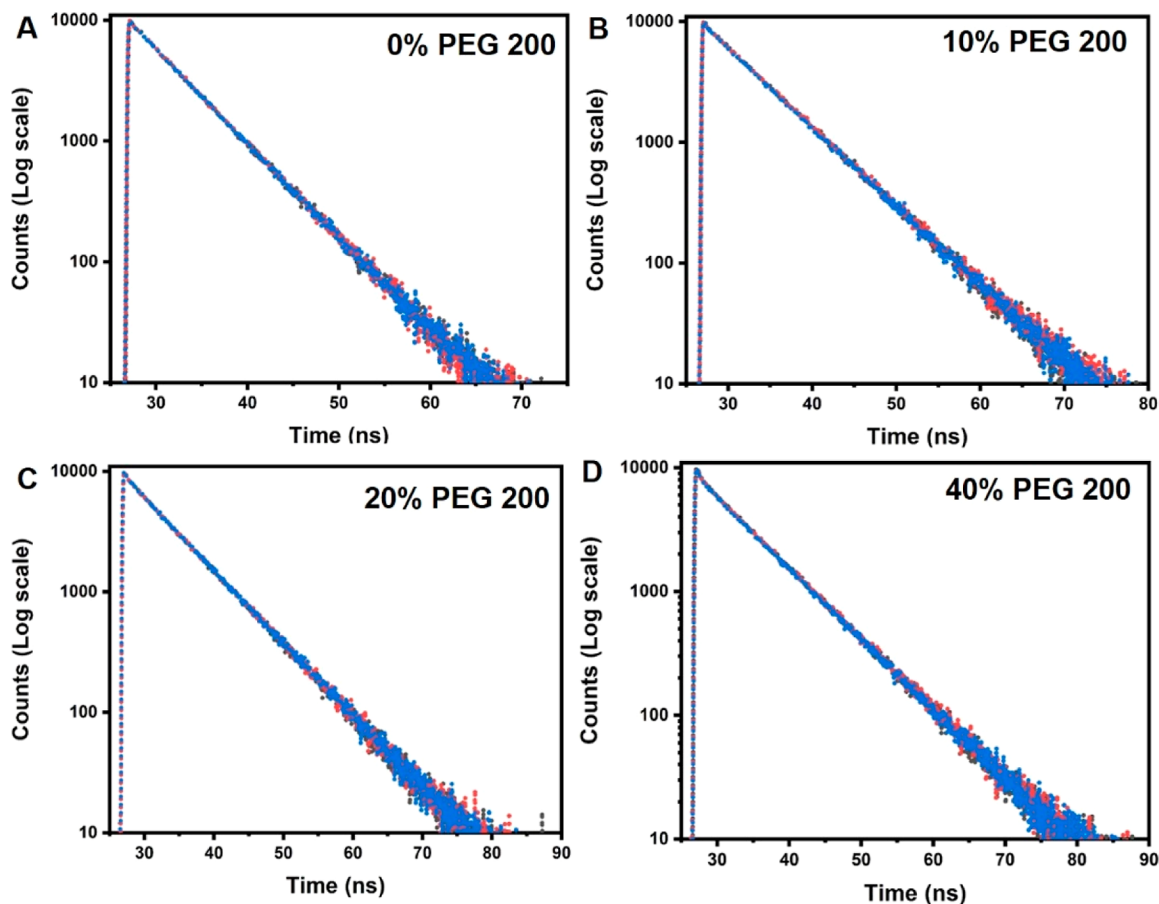 A
0% PEG 200
10000
1000
100
10
Counts (Log scale)
30 40 50 60 70
Time (ns)
B
10% PEG 200
10000
1000
100
10
Counts (Log scale)
30 40 50 60 70 80
Time (ns)
C
20% PEG 200
10000
1000
100
10
Counts (Log scale)
30 40 50 60 70 80 90
Time (ns)
D
40% PEG 200
10000
1000
100
10
Counts (Log scale)
30 40 50 60 70 80 90
Time (ns)